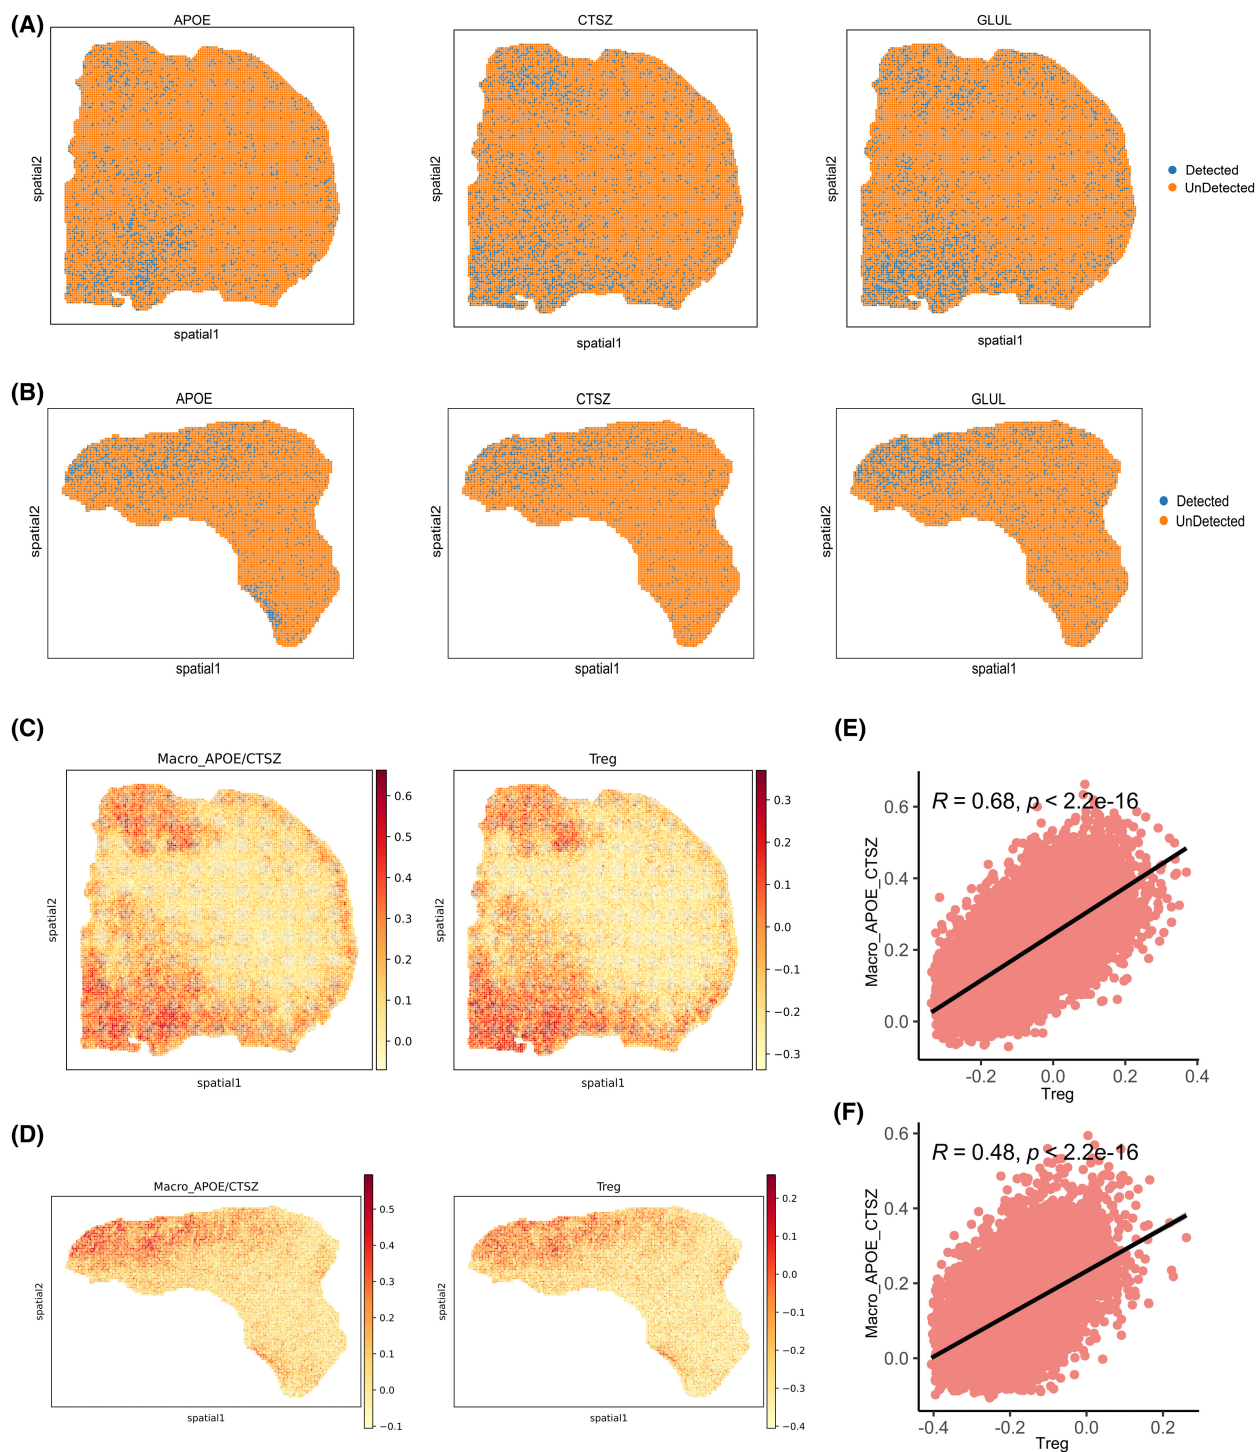 (A)
APOE
CTSZ
GLUL
spatial2
spatial2
spatial2
Detected
UnDetected
spatial1
spatial1
spatial1
(B)
APOE
CTSZ
GLUL
spatial2
spatial2
spatial2
Detected
UnDetected
spatial1
spatial1
spatial1
(C)
Macro_APOE/CTSZ
spatial2
spatial1
0.6
0.5
0.4
0.3
0.2
0.1
0.0
Treg
spatial2
spatial1
0.3
0.2
0.1
0.0
−0.1
−0.2
−0.3
(E)
R = 0.68, p < 2.2e-16
Macro_APOE_CTSZ
0.6
0.4
0.2
0.0
-0.2
0.0
0.2
0.4
Treg
(D)
Macro_APOE/CTSZ
spatial2
spatial1
0.5
0.4
0.3
0.2
0.1
0.0
−0.1
Treg
spatial2
spatial1
0.2
0.1
0.0
−0.1
−0.2
−0.3
−0.4
(F)
R = 0.48, p < 2.2e-16
Macro_APOE_CTSZ
0.6
0.4
0.2
0.0
-0.4
-0.2
0.0
0.2
Treg